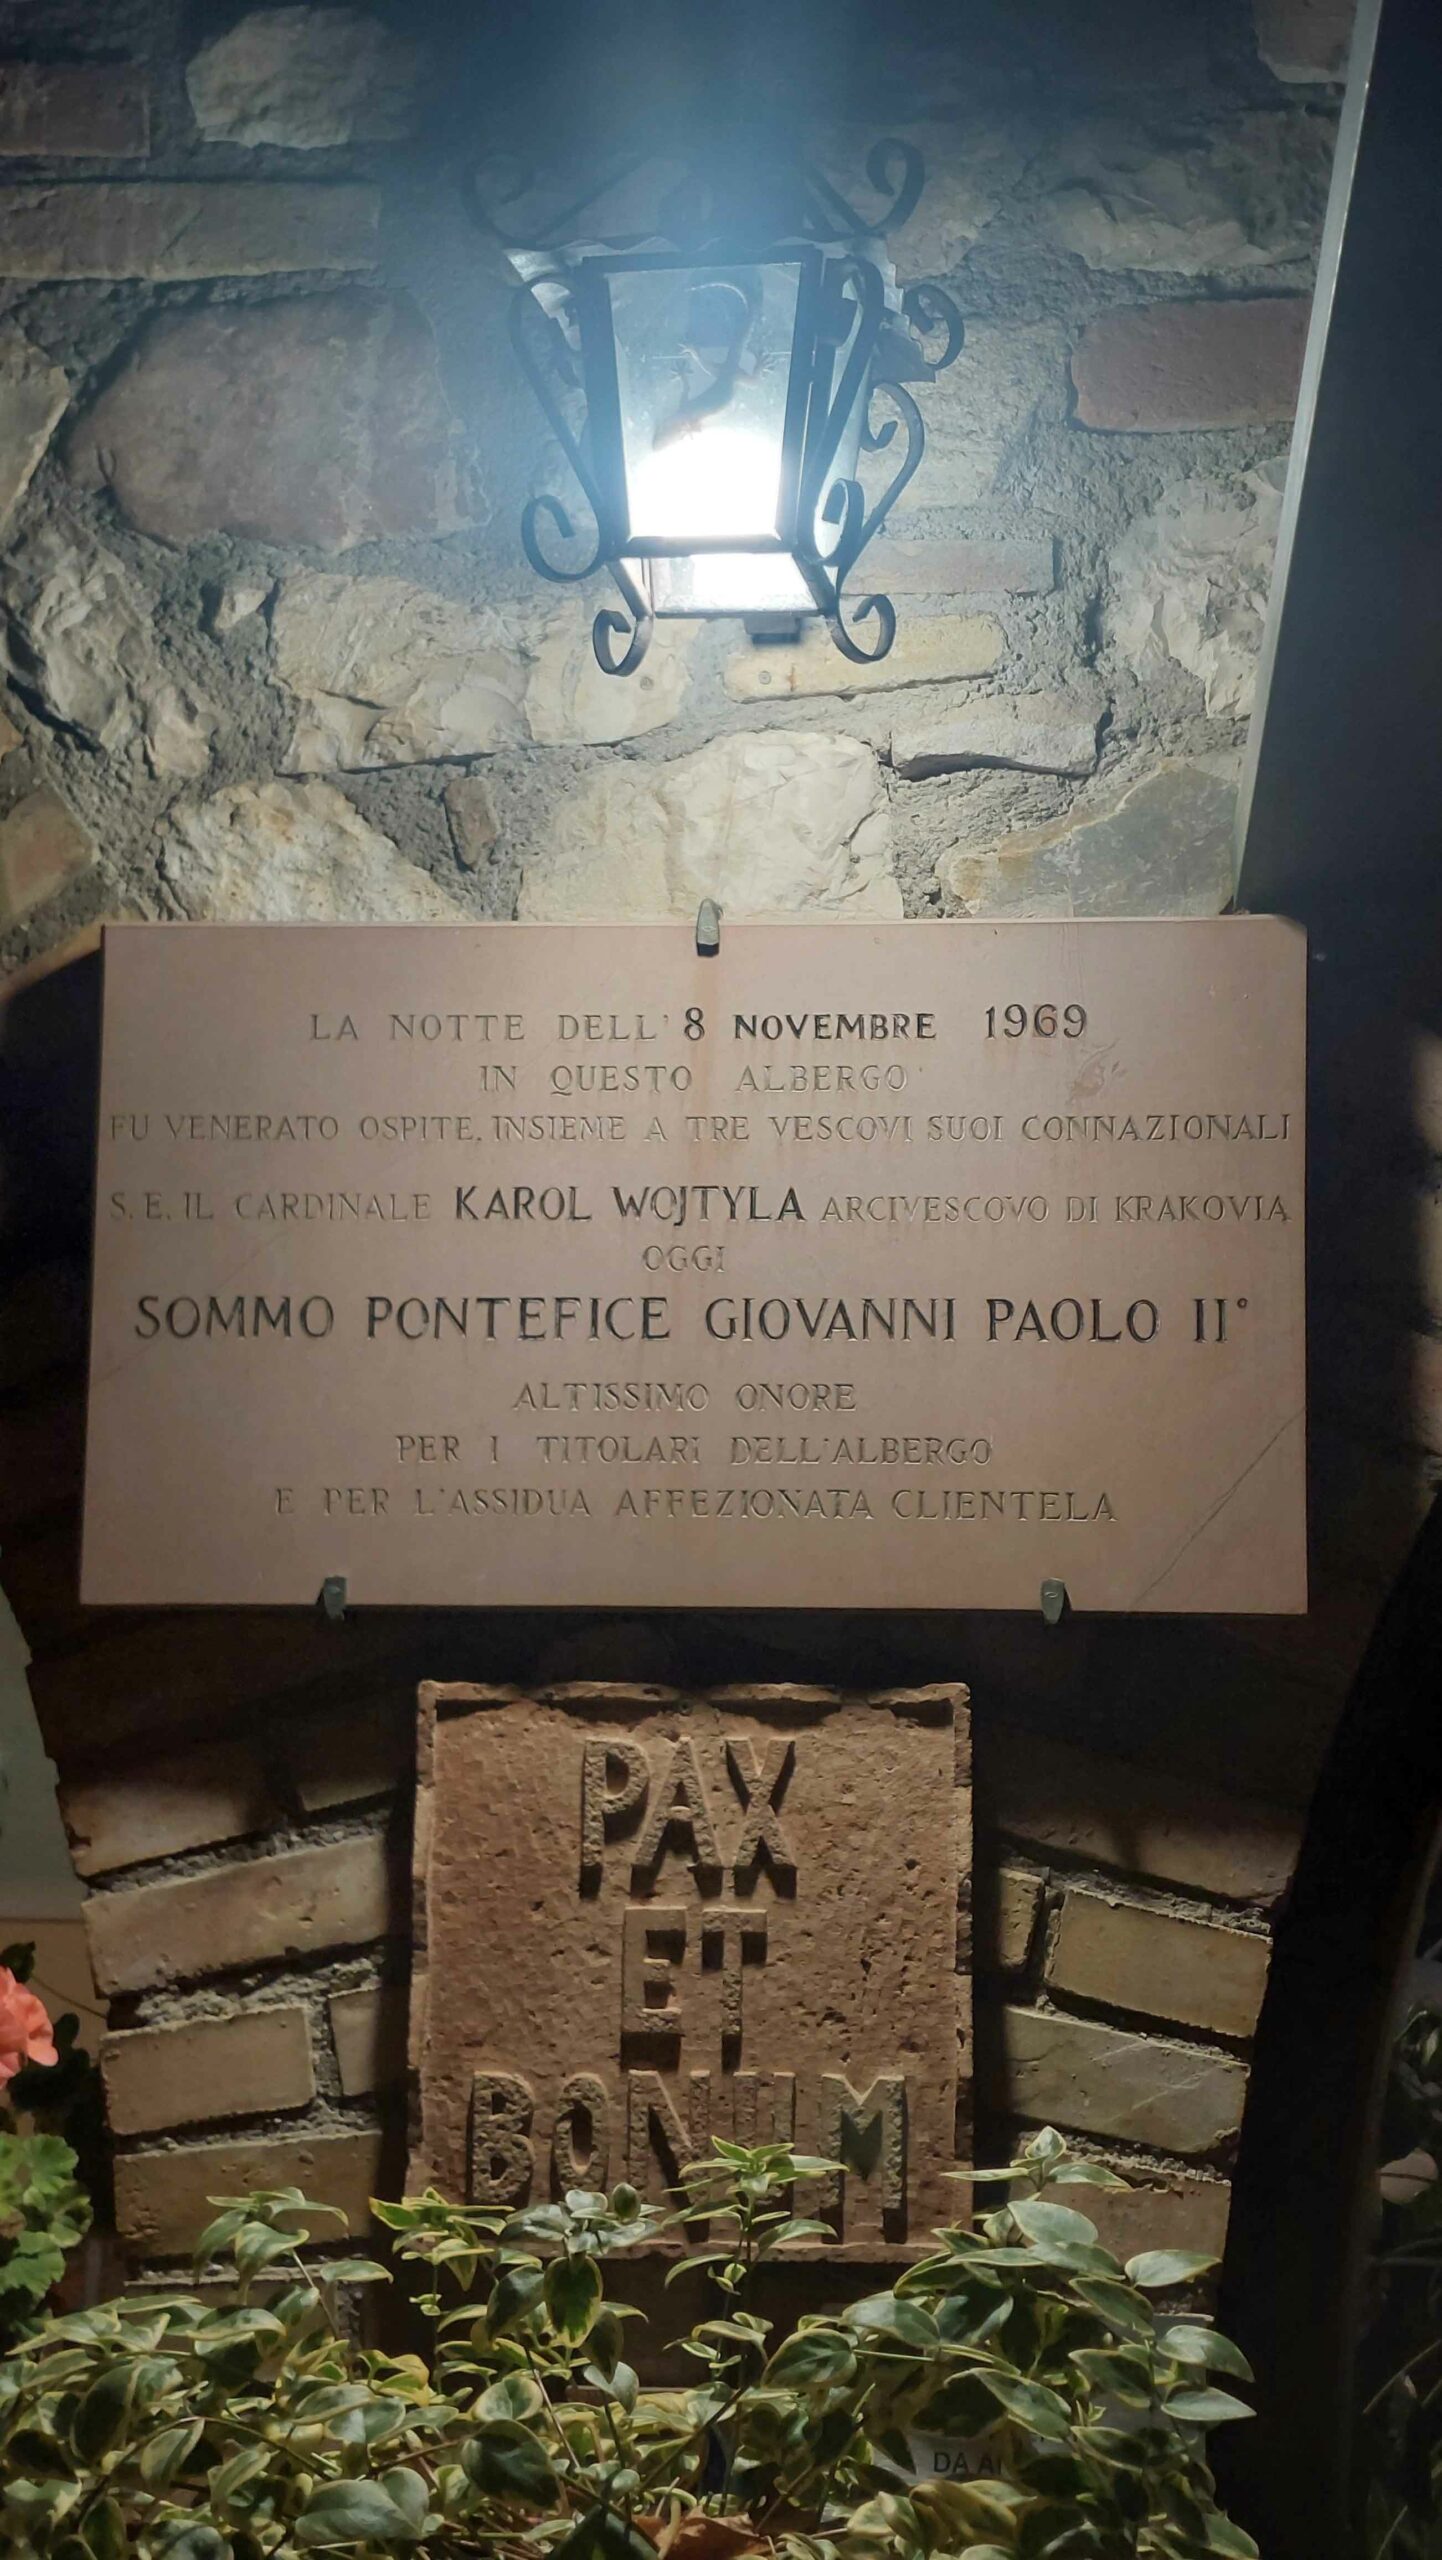 LA NOTTE DELL'8 NOVEMBRE 1969
IN QUESTO ALBERGO
FU VENERATO OSPITE, INSIEME A TRE VESCOVI SUOI CONNAZIONALI
S.E. IL CARDINALE KAROL WOJTYLA ARCIVESCOVO DI KRAKOVIA
OGGI
SOMMO PONTEFICE GIOVANNI PAOLO II°
ALTISSIMO ONORE
PER I TITOLARI DELL'ALBERGO
E PER L'ASSIDUA AFFEZIONATA CLIENTELA
PAX
ET
BONUM
DA